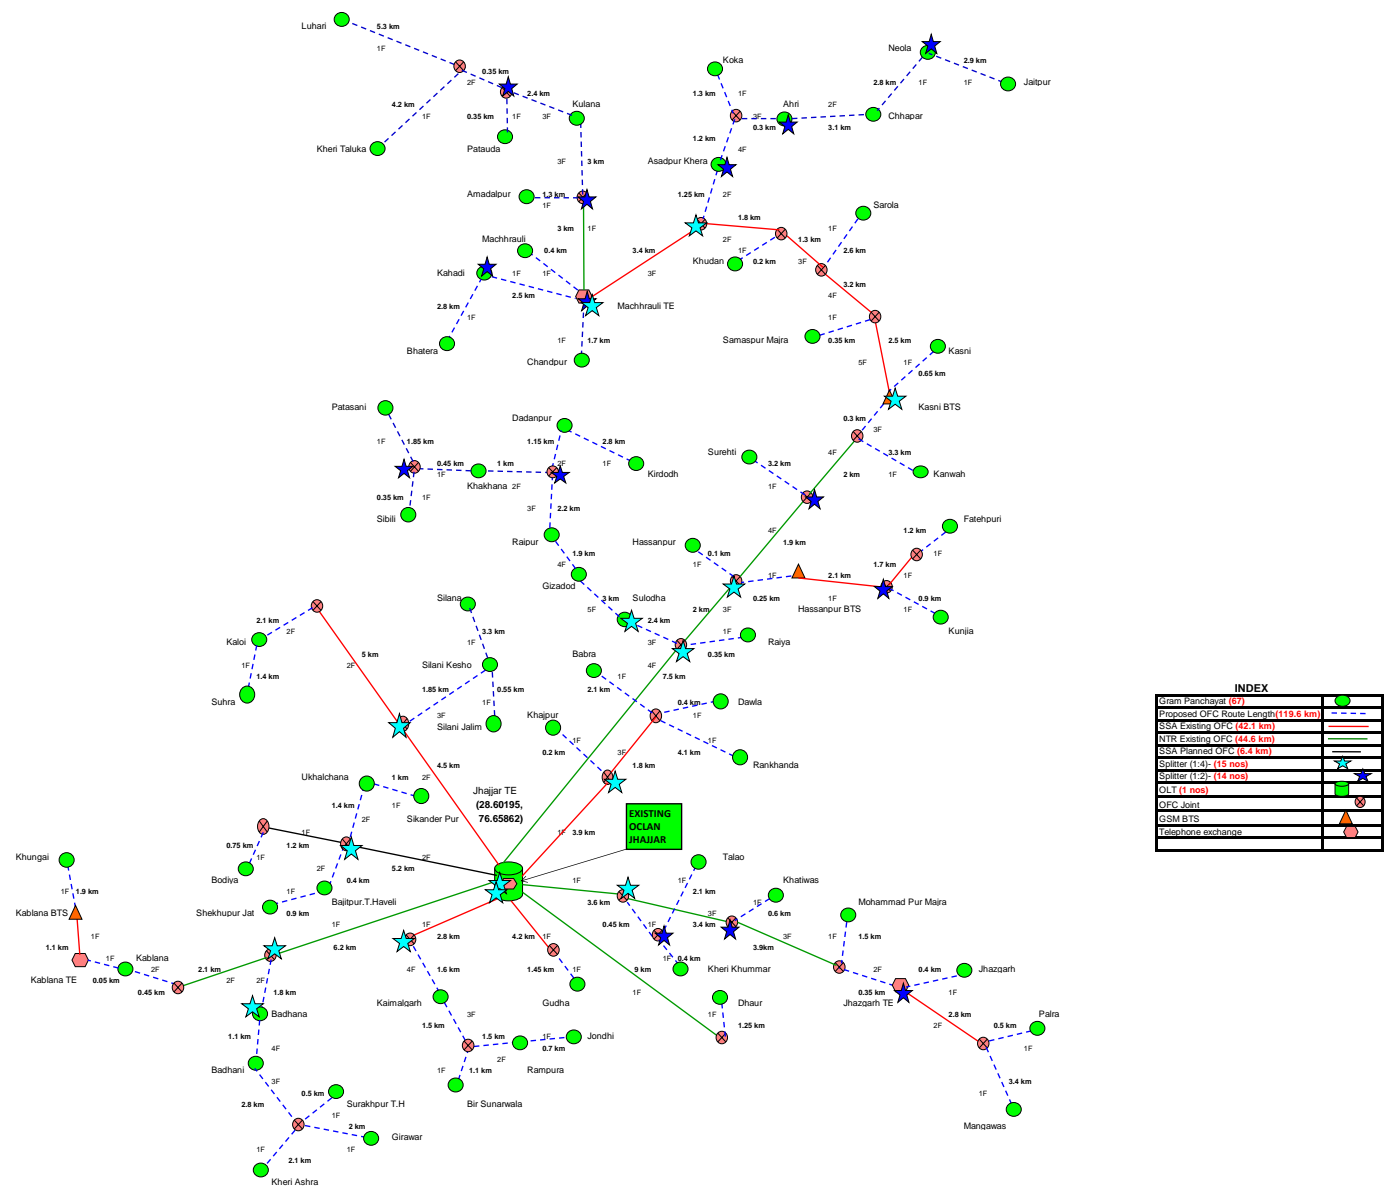 Luhari
5.3 km
1F
0.35 km
2F
2.4 km
Kulana
4.2 km
1F
0.35 km
1F
3F
Kheri Taluka
Patauda
3F
3 km
Amadalpur
1.3 km
1F
3 km
1F
Machhrauli
0.4 km
Kahadi
1F
1F
2.5 km
2.8 km
1F
Bhatera
1F
1.7 km
Chandpur
Machhrauli TE
3.4 km
3F
Koka
1.3 km
1F
3F
0.3 km
Ahri
2F
3.1 km
Chhapar
Neola
2.9 km
2.8 km
1F
1F
Jaitpur
1.2 km
4F
Asadpur Khera
1.25 km
2F
1.8 km
2F
1F
Khudan
0.2 km
1.3 km
3F
Sarola
1F
2.6 km
3.2 km
4F
1F
Samaspur Majra
0.35 km
2.5 km
5F
1F
Kasni
0.65 km
Kasni BTS
0.3 km
3F
4F
3.3 km
1F
Kanwah
2 km
Surehti
3.2 km
1F
4F
1.9 km
Patasani
1F
1.85 km
0.45 km
1F
0.35 km
1F
Sibili
Khakhana
1 km
2F
Dadanpur
1.15 km
2F
2.8 km
1F
Kirdodh
3F
2.2 km
Raipur
1.9 km
4F
Gizadod
3 km
5F
Sulodha
2.4 km
3F
Hassanpur
0.1 km
1F
1F
0.25 km
Hassanpur BTS
2.1 km
1F
Fatehpuri
1.2 km
1F
1.7 km
1F
0.9 km
1F
Kunjia
2 km
3F
1F
0.35 km
Raiya
4F
7.5 km
2.1 km
2F
Kaloi
1F
1.4 km
Suhra
5 km
2F
Silana
3.3 km
1F
Silani Kesho
1.85 km
3F
0.55 km
1F
Silani Jalim
Babra
1F
2.1 km
0.4 km
1F
Dawla
1F
4.1 km
Rankhanda
Khajpur
1F
0.2 km
3F
1.8 km
4.5 km
2F
1F
3.9 km
Jhajjar TE
(28.60195,
76.65862)
EXISTING
OCLAN
JHAJJAR
Ukhalchana
1 km
1F
Sikander Pur
1.4 km
2F
1F
1.2 km
0.75 km
1F
Bodiya
2F
5.2 km
2F
0.4 km
Bajitpur.T.Haveli
1F
0.9 km
Shekhupur Jat
Khungai
1F
1.9 km
Kablana BTS
1.1 km
1F
Kablana TE
1F
0.05 km
Kablana
2F
0.45 km
2.1 km
2F
1F
6.2 km
2F
1.8 km
Badhana
1.1 km
4F
Badhani
3F
2.8 km
0.5 km
1F
Surakhpur T.H
2 km
1F
Girawar
1F
2.1 km
Kheri Ashra
1F
2.8 km
4F
1.6 km
Kaimalgarh
3F
1.5 km
1.5 km
2F
Rampura
1F
0.7 km
Jondhi
1F
1.1 km
Bir Sunarwala
4.2 km
1.45 km
1F
Gudha
1F
3.6 km
Talao
1F
2.1 km
0.45 km
1F
1F
0.4 km
Kheri Khummar
3F
3.4 km
Khatiwas
1F
0.6 km
3.9km
9 km
1F
Dhaur
1F
1.25 km
Mohammad Pur Majra
1F
1.5 km
2F
0.35 km
Jhazgarh TE
0.4 km
1F
Jhazgarh
2.8 km
2F
Palra
0.5 km
1F
1F
3.4 km
Mangawas
INDEX
Gram Panchayat (67)
Proposed OFC Route Length(119.6 km)
SSA Existing OFC (42.1 km)
NTR Existing OFC (44.6 km)
SSA Planned OFC (6.4 km)
Splitter (1:4)- (15 nos)
Splitter (1:2)- (14 nos)
OLT (1 nos)
OFC Joint
GSM BTS
Telephone exchange